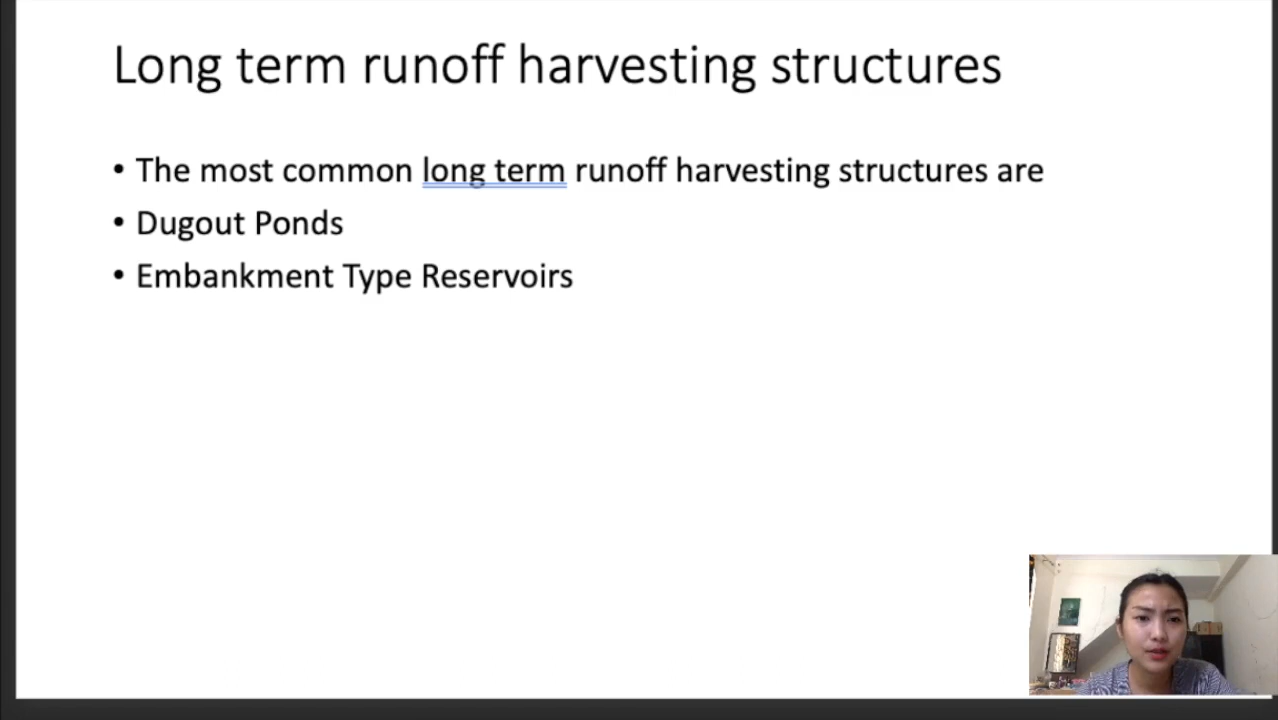 Long term runoff harvesting structures
• The most common long term runoff harvesting structures are
• Dugout Ponds
• Embankment Type Reservoirs